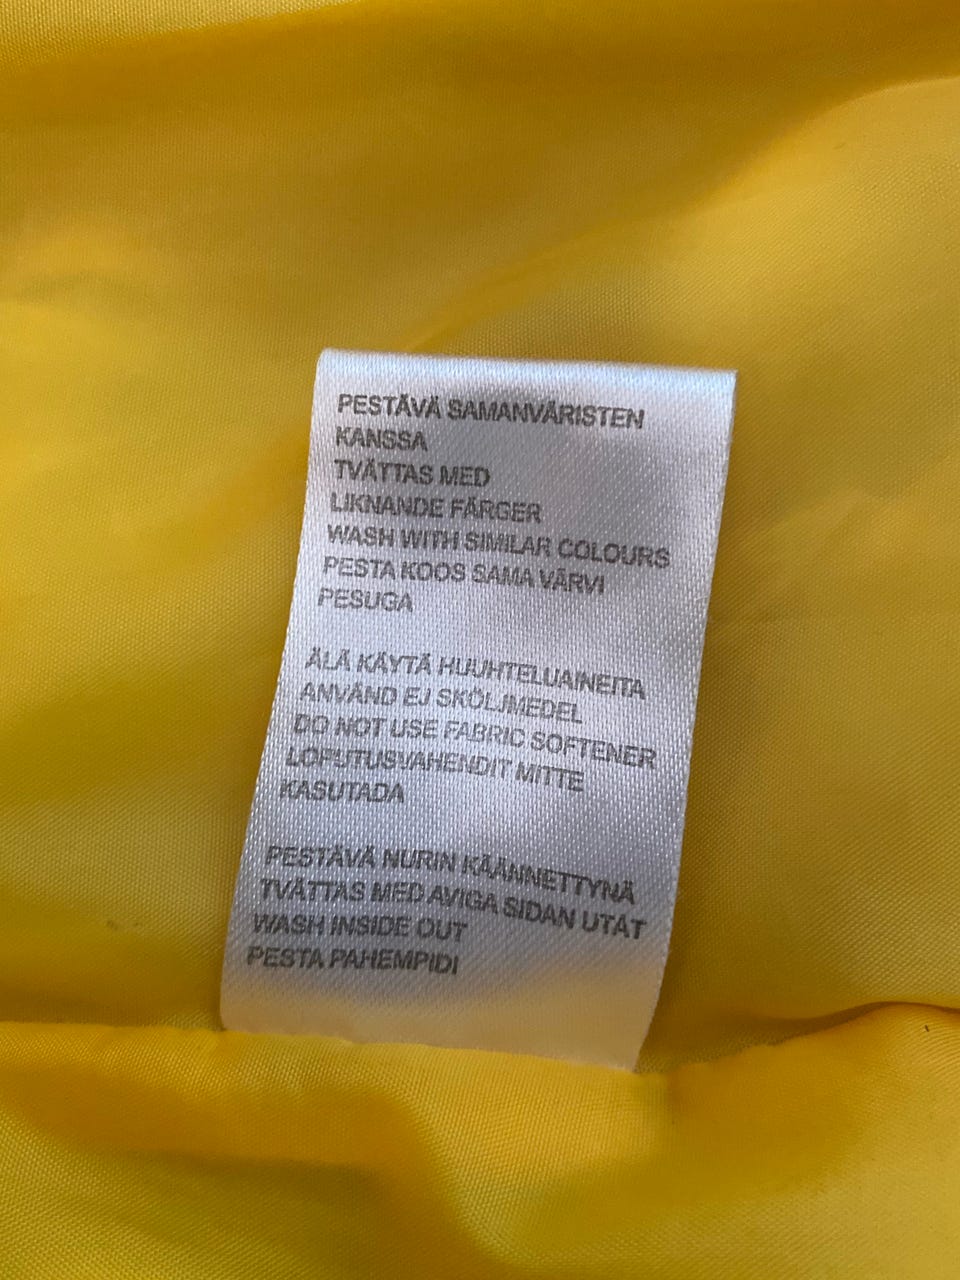 PESTÄVÄ SAMANVÄRISTEN
KANSSA
TVÄTTAS MED
LIKNANDE FÄRGER
WASH WITH SIMILAR COLOURS
PESTA KOOS SAMA VÄRVI
PESUGA
ÄLÄ KÄYTÄ HUUHTELUAINEITA
ANVÄND EJ SKÖLJMEDEL
DO NOT USE FABRIC SOFTENER
LOPUTUSVAHENDIT MITTE
KASUTADA
PESTÄVÄ NURIN KÄÄNNETTYNÄ
TVÄTTAS MED AVIGA SIDAN UTÅT
WASH INSIDE OUT
PESTA PAHEMPIDI